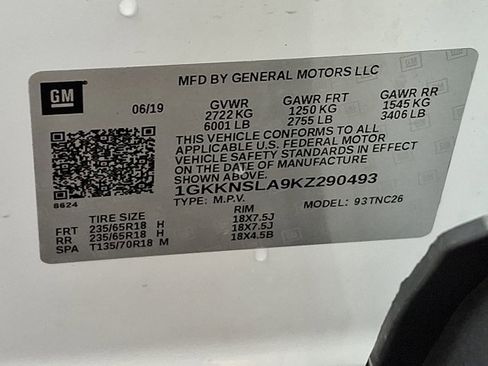 MFD BY GENERAL MOTORS LLC
GM
06/19 GVWR GAWR FRT GAWR RR
2722 KG 1250 KG 1545 KG
6001 LB 2755 LB 3406 LB
THIS VEHICLE CONFORMS TO ALL
APPLICABLE U.S. FEDERAL MOTOR
VEHICLE SAFETY STANDARDS IN EFFECT
ON THE DATE OF MANUFACTURE
SHOWN ABOVE.
1GKKNSLA9KZ290493
8624
TYPE: M.P.V. MODEL: 93TNC26
TIRE SIZE RIM
FRT 235/65R18 H 18X7.5J
RR 235/65R18 H 18X7.5J
SPA T135/70R18 M 18X4.5B